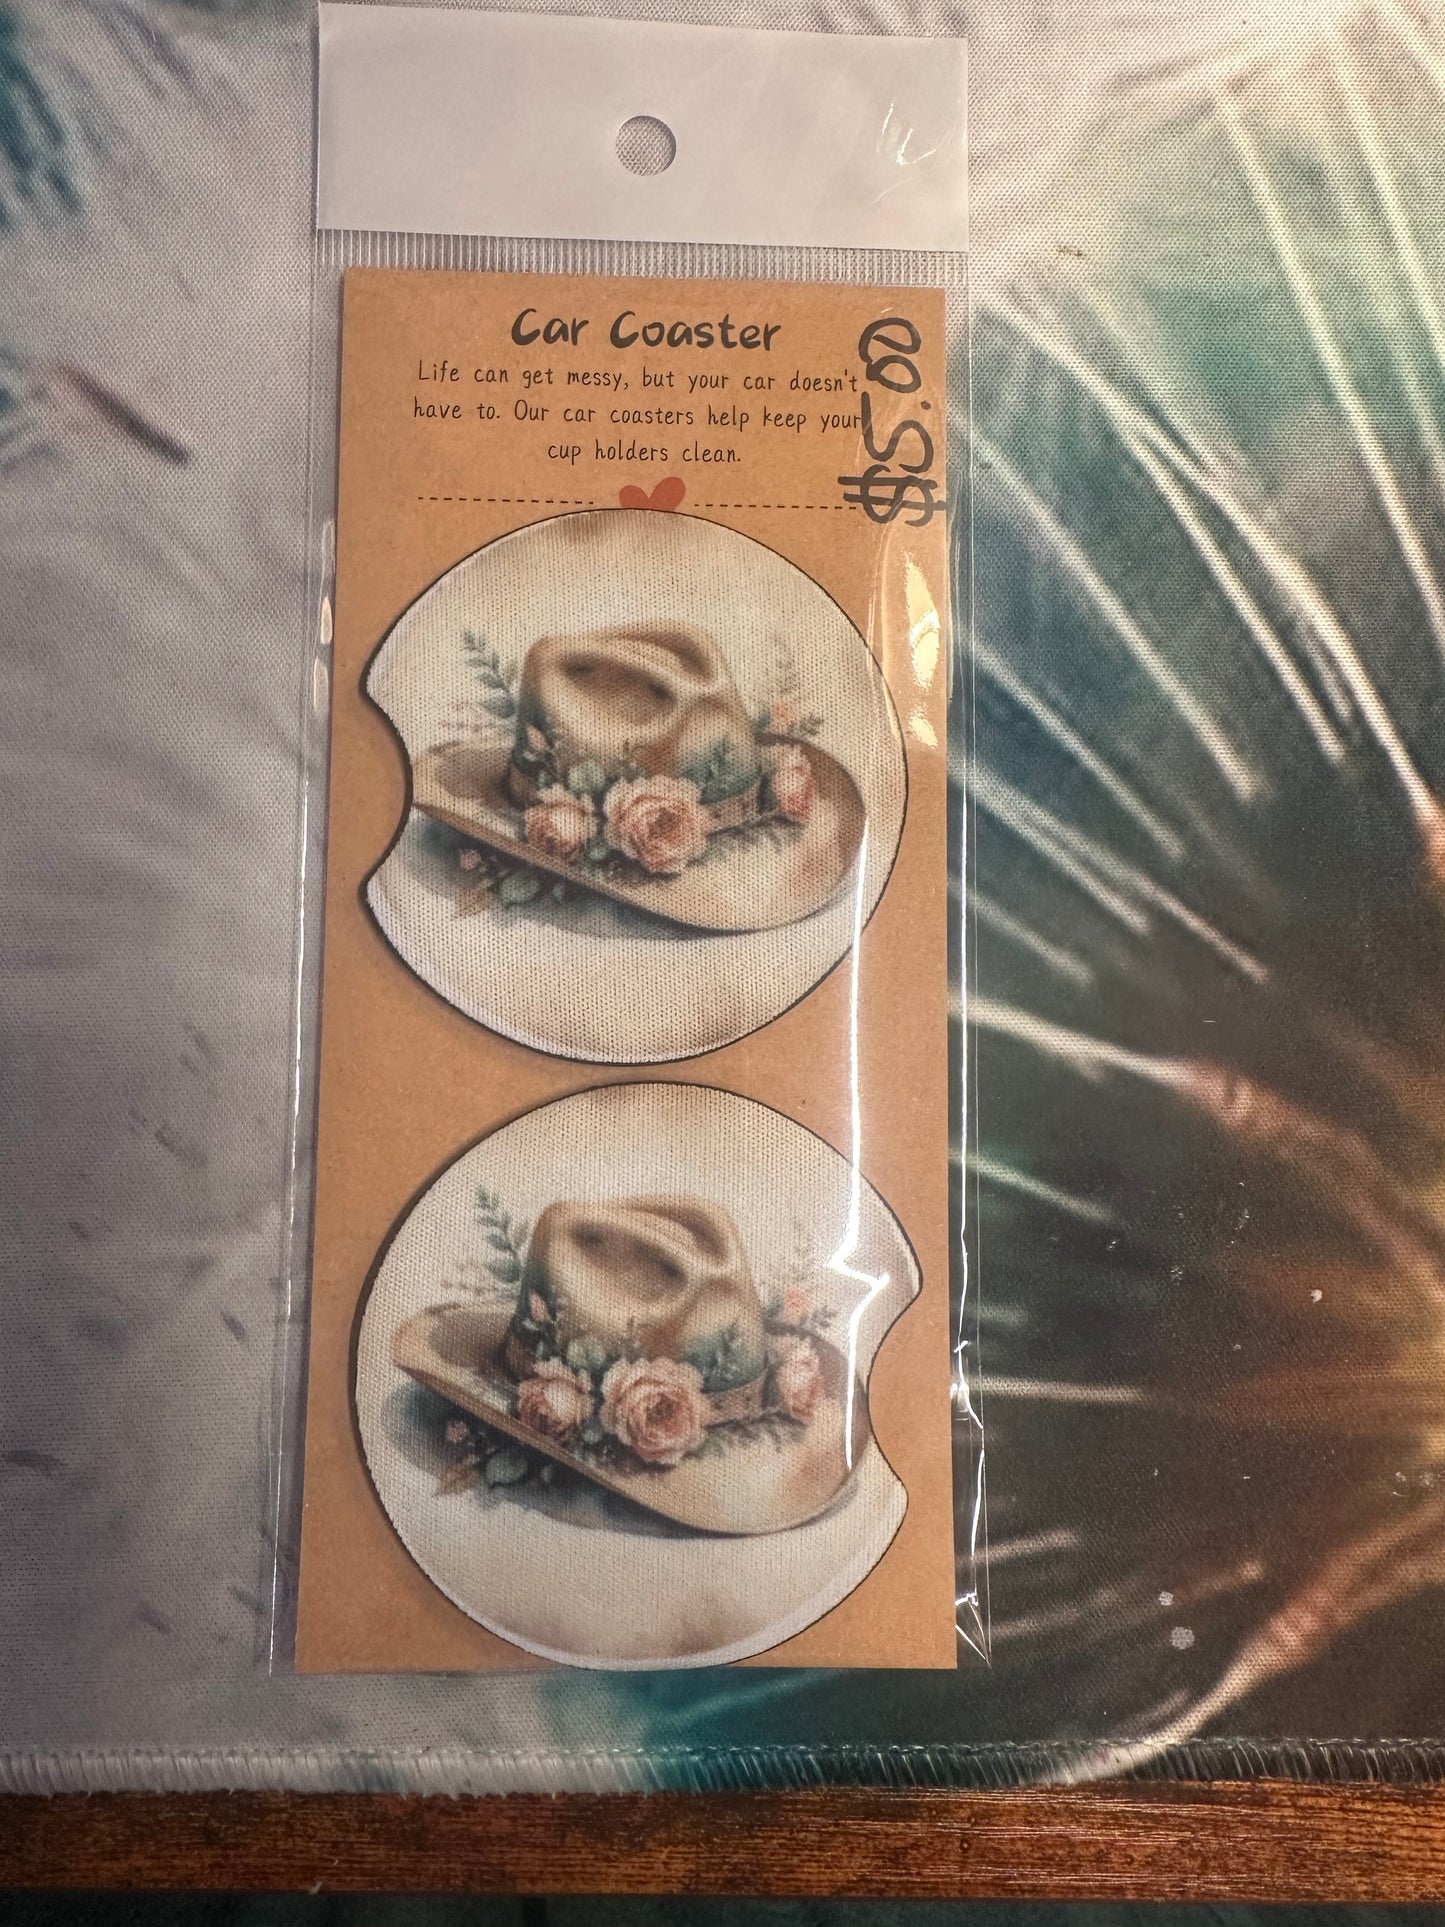 Car Coaster
Life can get messy, but your car doesn't
have to. Our car coasters help keep your
cup holders clean.
$5.00